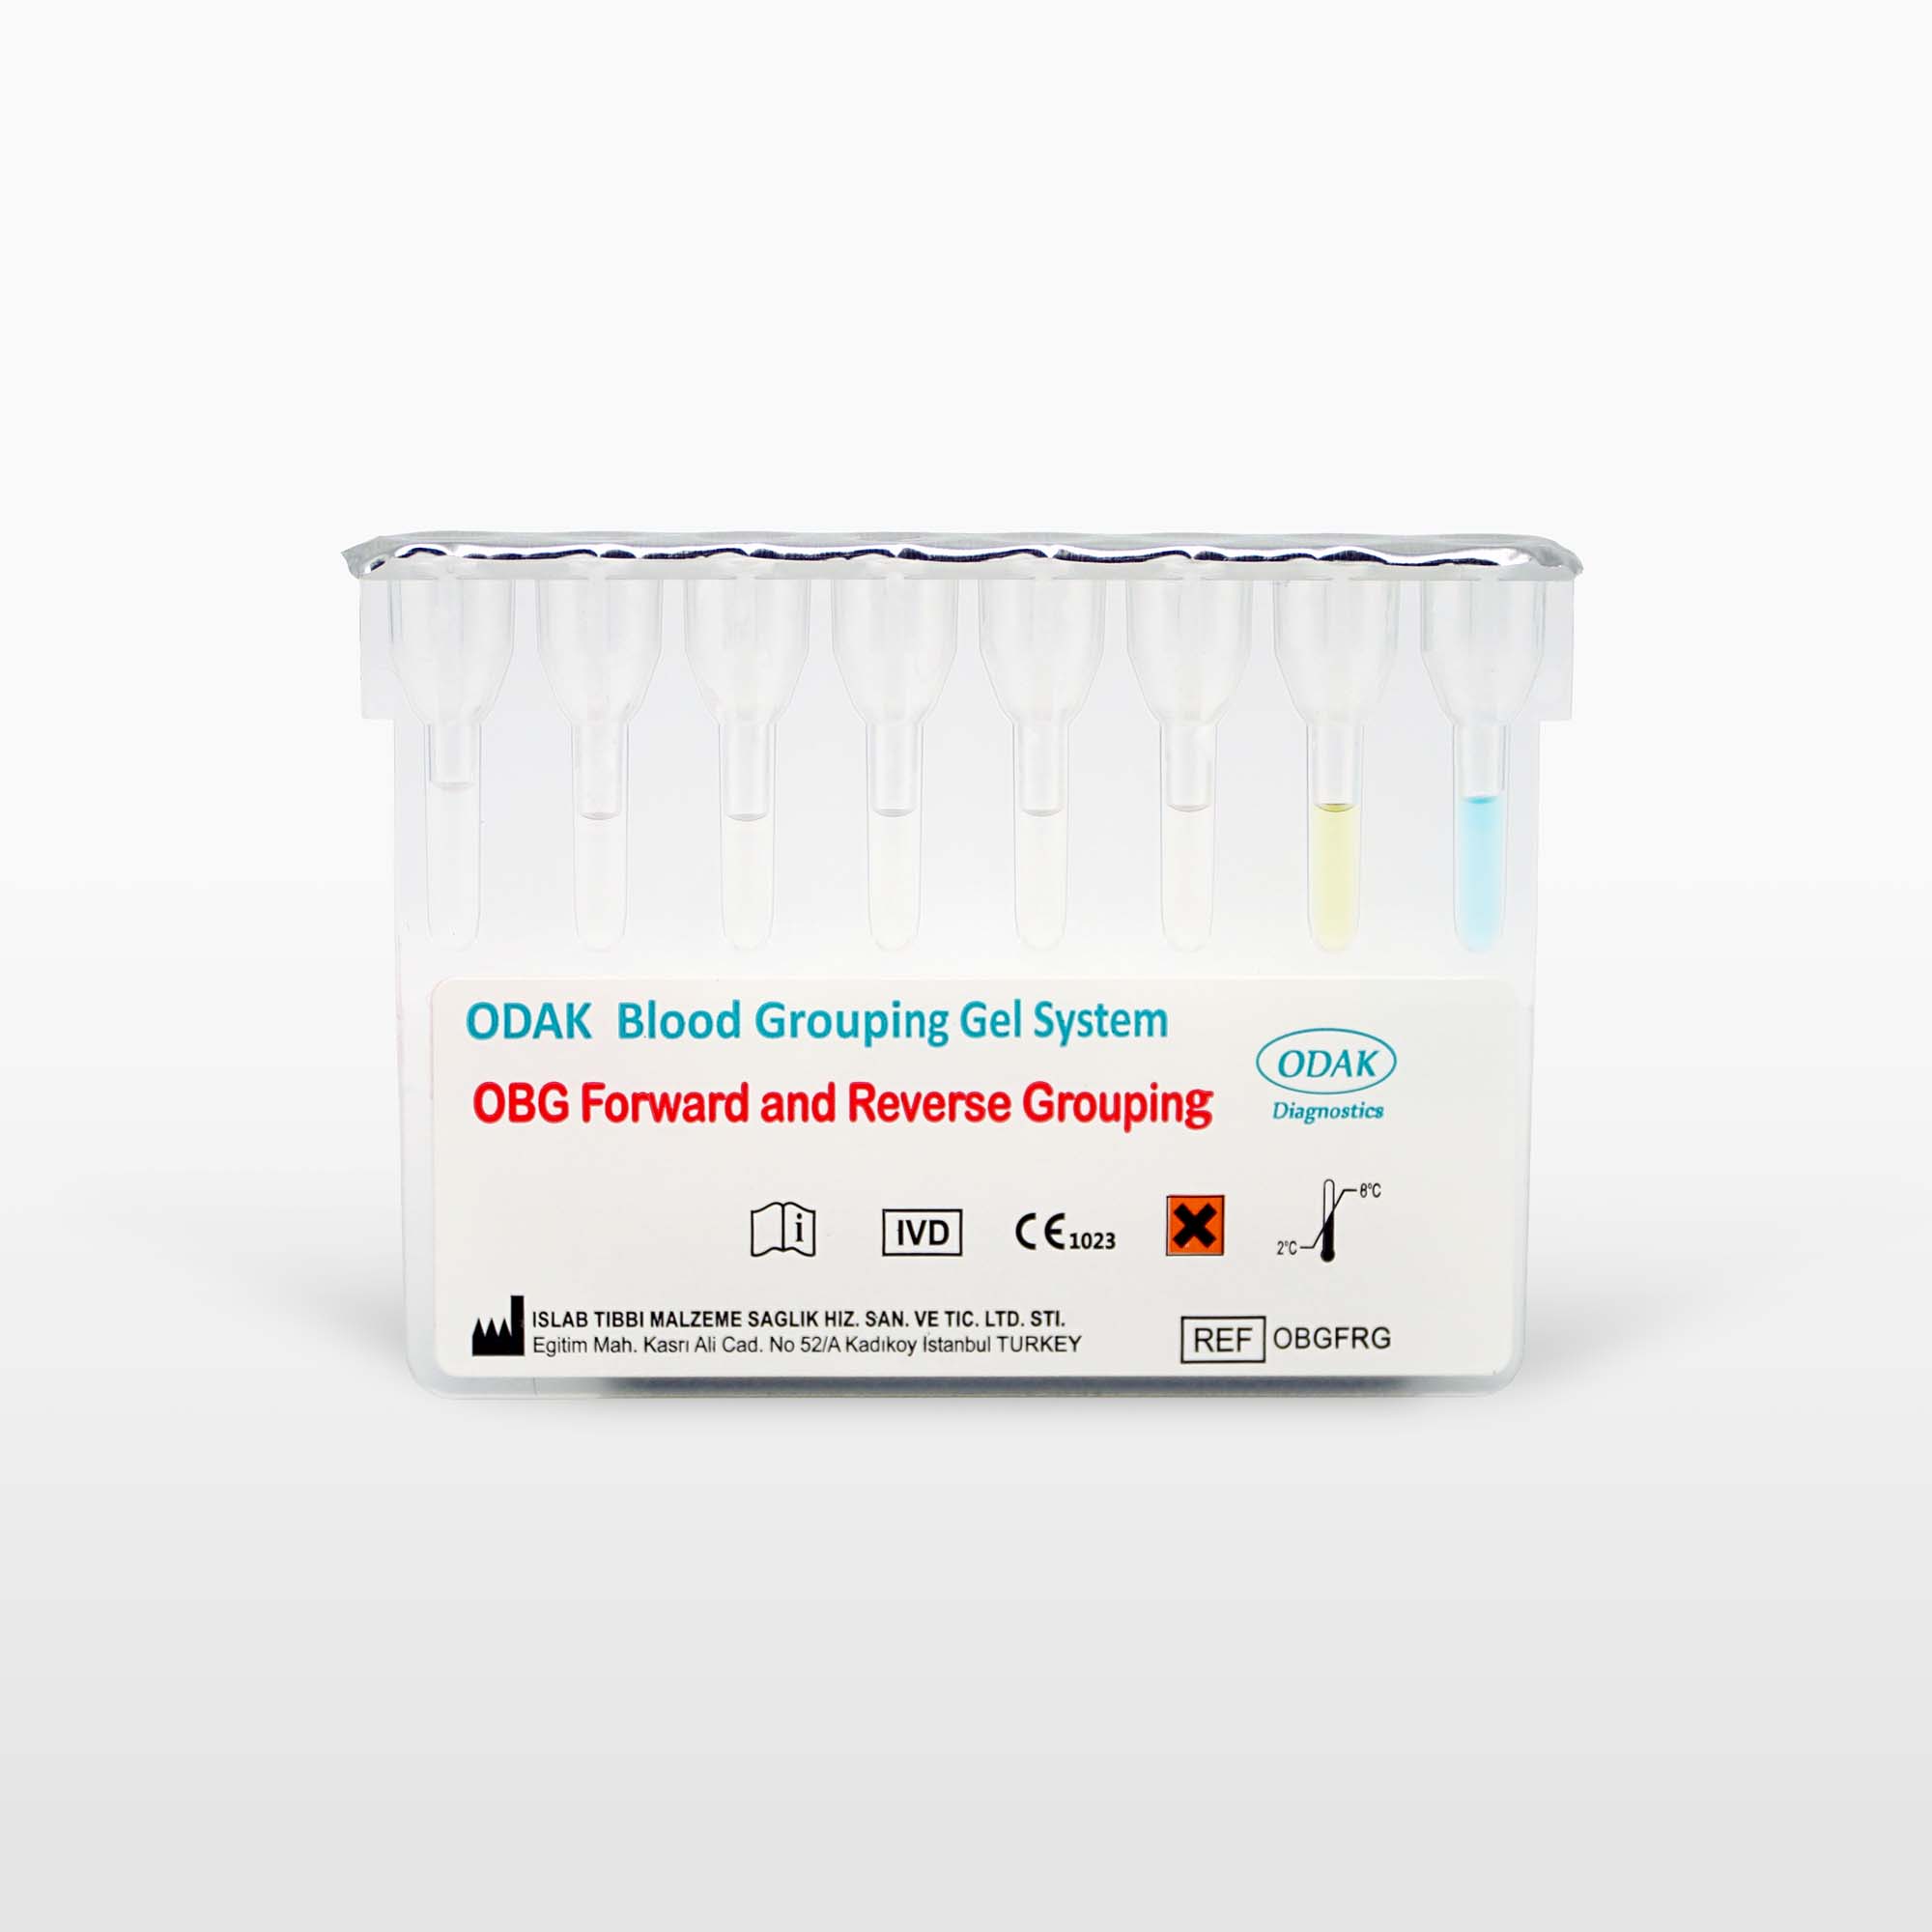 ODAK Blood Grouping Gel System
OBG Forward and Reverse Grouping
ODAK
Diagnostics
i
IVD
CE 1023
8°C
2°C
ISLAB TIBBI MALZEME SAGLIK HIZ. SAN. VE TIC. LTD. STI.
Egitim Mah. Kasrı Ali Cad. No 52/A Kadıkoy İstanbul TURKEY
REF OBGFRG